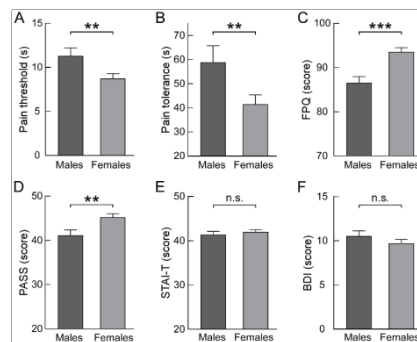 A
Pain threshold (s)
15
10
5
0
**
Males Females
B
Pain tolerance (s)
70
60
50
40
30
20
**
Males Females
C
FPQ (score)
100
90
80
70
***
Males Females
D
PASS (score)
50
40
30
20
**
Males Females
E
STAI-T (score)
50
40
30
20
n.s.
Males Females
F
BDI (score)
15
10
5
0
n.s.
Males Females